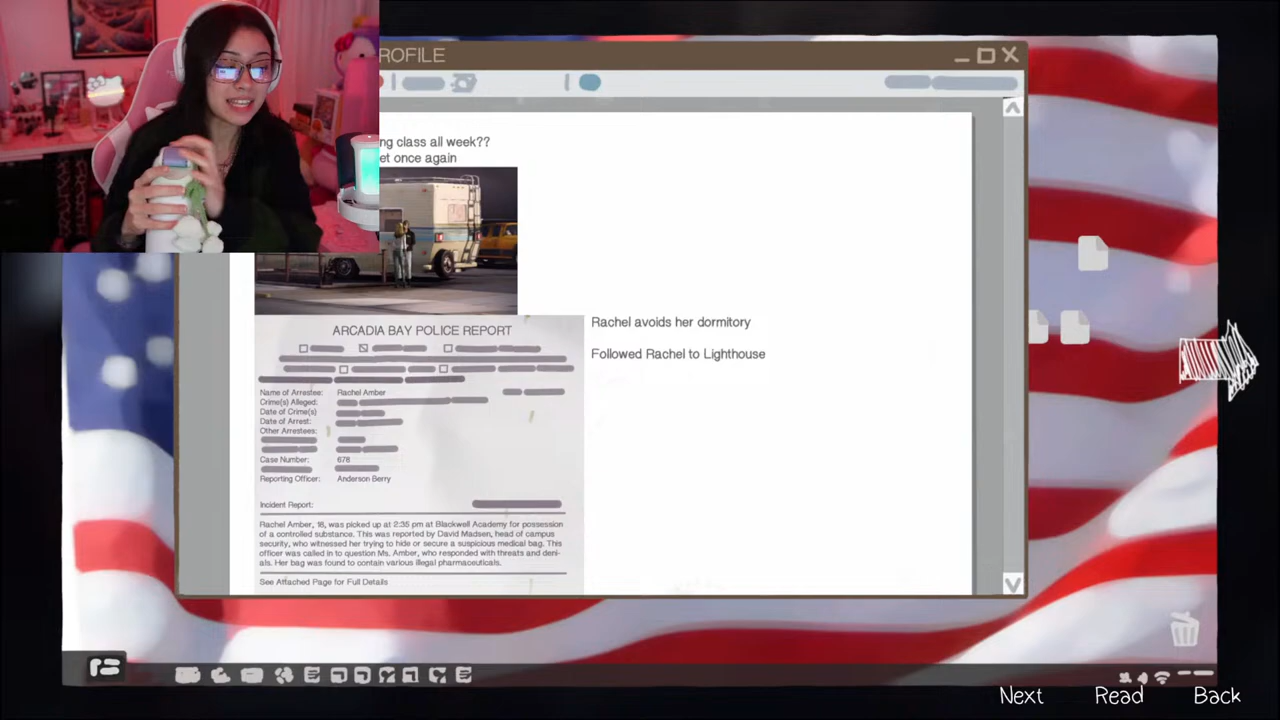 ROFILE
ng class all week??
et once again
Rachel avoids her dormitory
Followed Rachel to Lighthouse
ARCADIA BAY POLICE REPORT
Name of Arrestee: Rachel Amber
Crime(s) Alleged:
Date of Crime(s)
Date of Arrest:
Other Arrestees:
Case Number: 678
Reporting Officer: Anderson Berry
Incident Report:
Rachel Amber, 18, was picked up at 2:35 pm at Blackwell Academy for possession
of a controlled substance. This was reported by David Madsen, head of campus
security, who witnessed her trying to hide or secure a suspicious medical bag. This
officer was called in to question Ms. Amber, who responded with threats and deni-
als. Her bag was found to contain various illegal pharmaceuticals.
See Attached Page for Full Details
Next Read Back